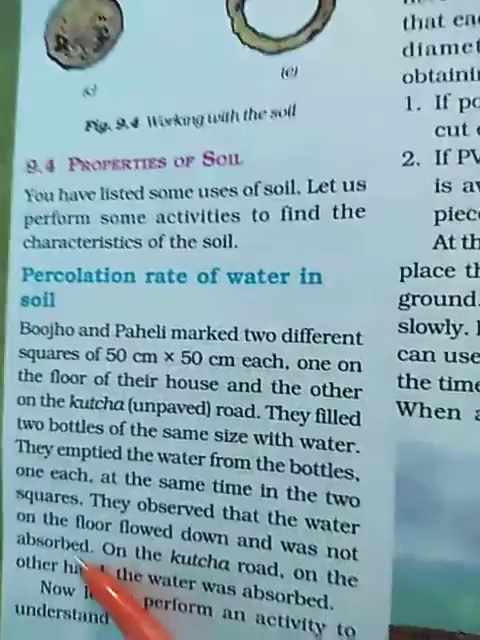 (c)
(e)
Fig. 9.4 Working with the soil
9.4 PROPERTIES OF SOIL
You have listed some uses of soil. Let us
perform some activities to find the
characteristics of the soil.
Percolation rate of water in
soil
Boojho and Paheli marked two different
squares of 50 cm × 50 cm each, one on
the floor of their house and the other
on the kutcha (unpaved) road. They filled
two bottles of the same size with water.
They emptied the water from the bottles,
one each, at the same time in the two
squares. They observed that the water
on the floor flowed down and was not
absorbed. On the kutcha road, on the
other the water was absorbed.
Now perform an activity to
understand
that
1. If
cut
2. If
is
At
place
ground.
slowly.
can use
the time
When